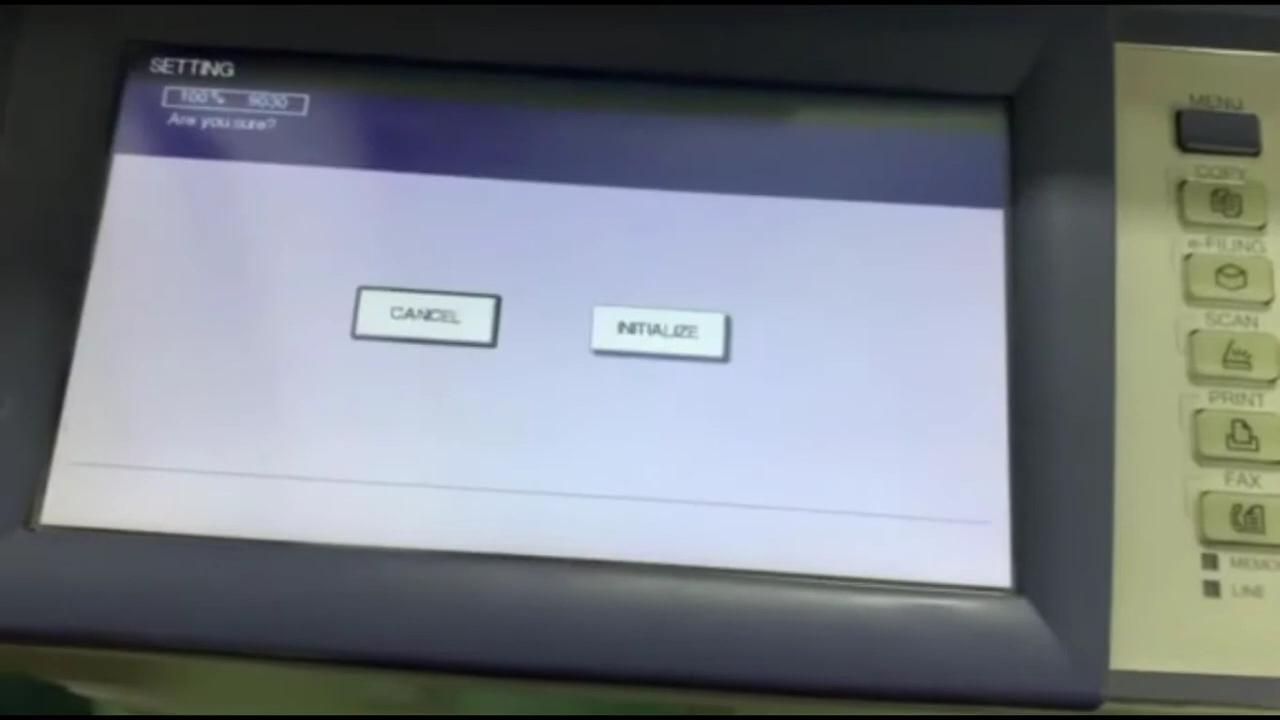 SETTING
100% 9030
Are you sure?
CANCEL
INITIALIZE
MENU
COPY
e-FILING
SCAN
PRINT
FAX
MEMO
LINE